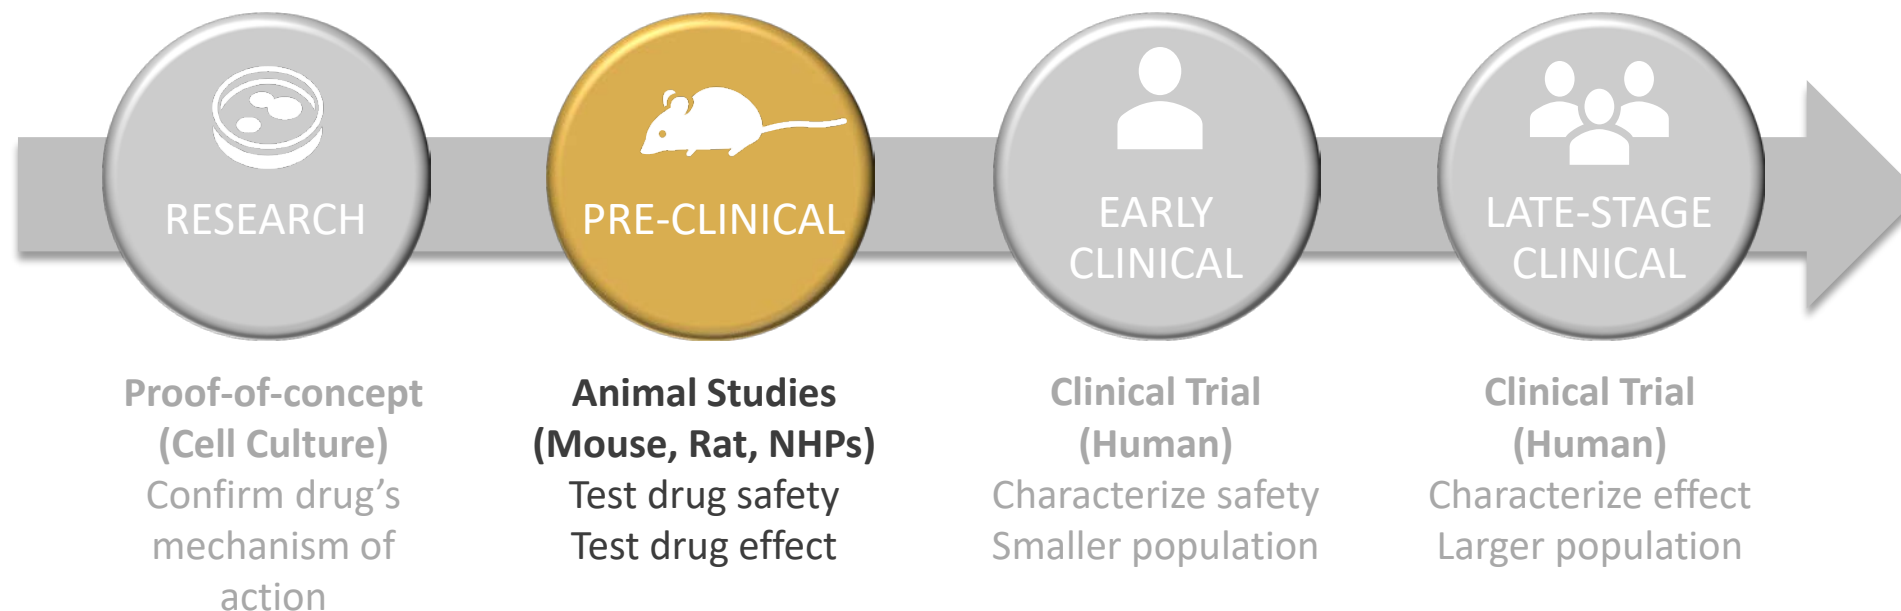 RESEARCH
PRE-CLINICAL
EARLY
CLINICAL
LATE-STAGE
CLINICAL
Proof-of-concept
(Cell Culture)
Confirm drug’s
mechanism of
action
Animal Studies
(Mouse, Rat, NHPs)
Test drug safety
Test drug effect
Clinical Trial
(Human)
Characterize safety
Smaller population
Clinical Trial
(Human)
Characterize effect
Larger population